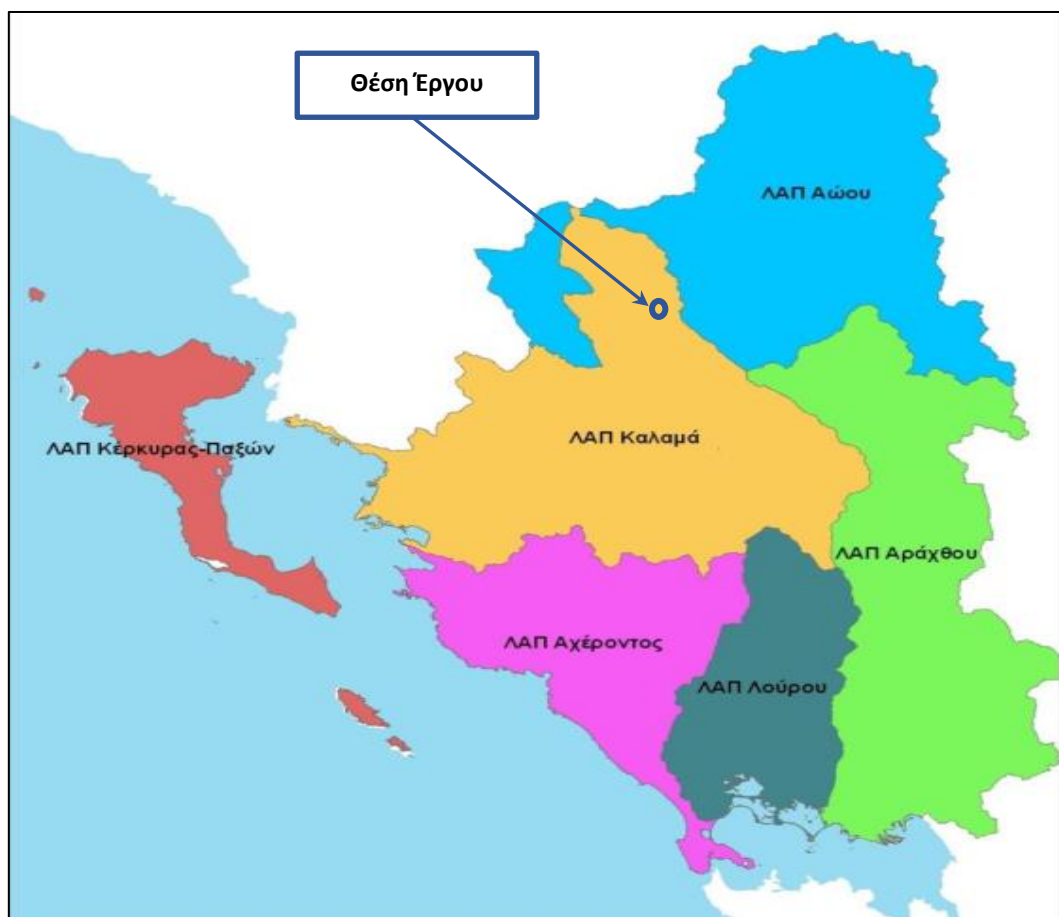 Θέση Έργου
ΛΑΠ Αώου
ΛΑΠ Καλαμά
ΛΑΠ Κέρκυρας-Παξών
ΛΑΠ Αράχθου
ΛΑΠ Αχέροντος
ΛΑΠ Λούρου